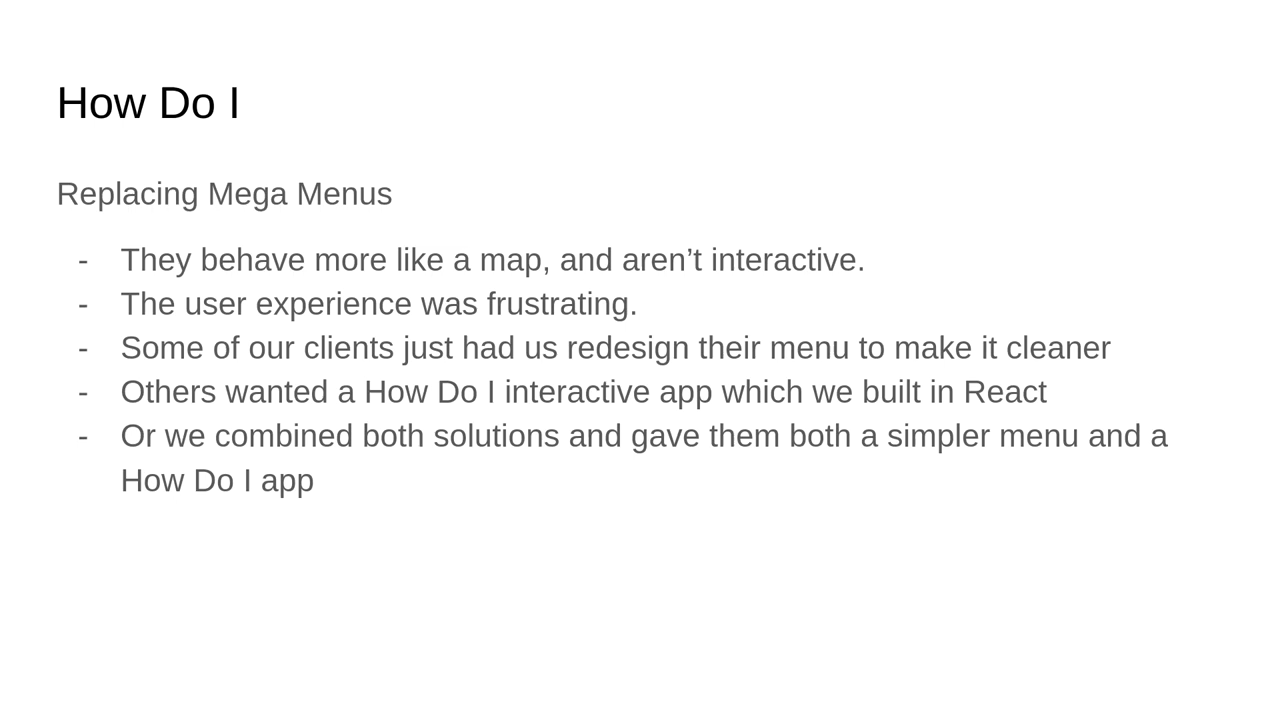 How Do I
Replacing Mega Menus
- They behave more like a map, and aren’t interactive.
- The user experience was frustrating.
- Some of our clients just had us redesign their menu to make it cleaner
- Others wanted a How Do I interactive app which we built in React
- Or we combined both solutions and gave them both a simpler menu and a
How Do I app